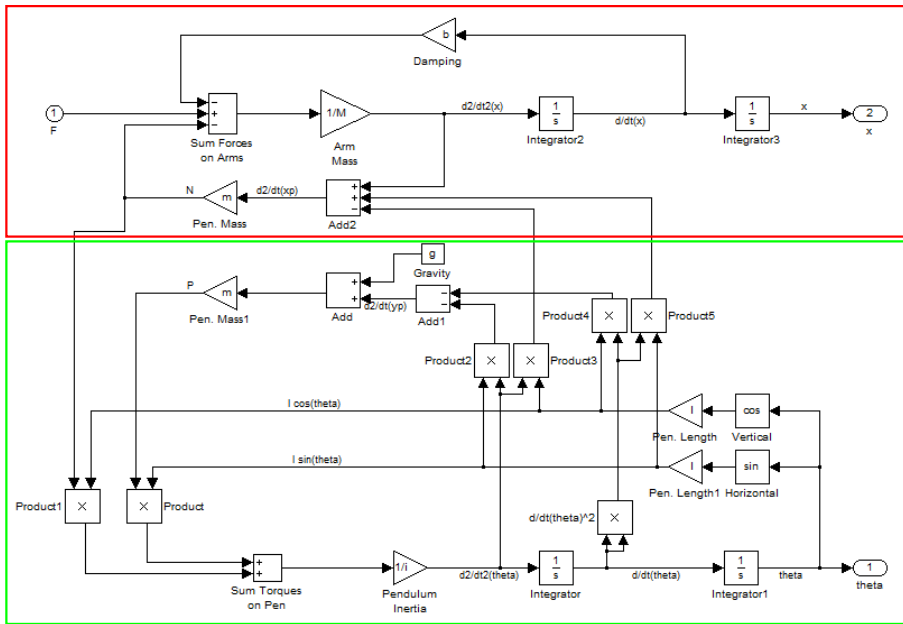 b
Damping
1
F
−
+
−
Sum Forces
on Arms
1/M
Arm
Mass
d2/dt2(x)
1
s
Integrator2
d/dt(x)
1
s
Integrator3
x
2
x
N
m
Pen. Mass
d2/dt(xp)
+
+
−
Add2
g
Gravity
P
m
Pen. Mass1
+
+
Add
d2/dt(yp)
−
−
Add1
Product4
×
×
Product5
Product2
×
×
Product3
l cos(theta)
l
Pen. Length
cos
Vertical
l sin(theta)
l
Pen. Length1
sin
Horizontal
Product1
×
×
Product
d/dt(theta)^2
×
+
+
Sum Torques
on Pen
1/i
Pendulum
Inertia
d2/dt2(theta)
1
s
Integrator
d/dt(theta)
1
s
Integrator1
theta
1
theta